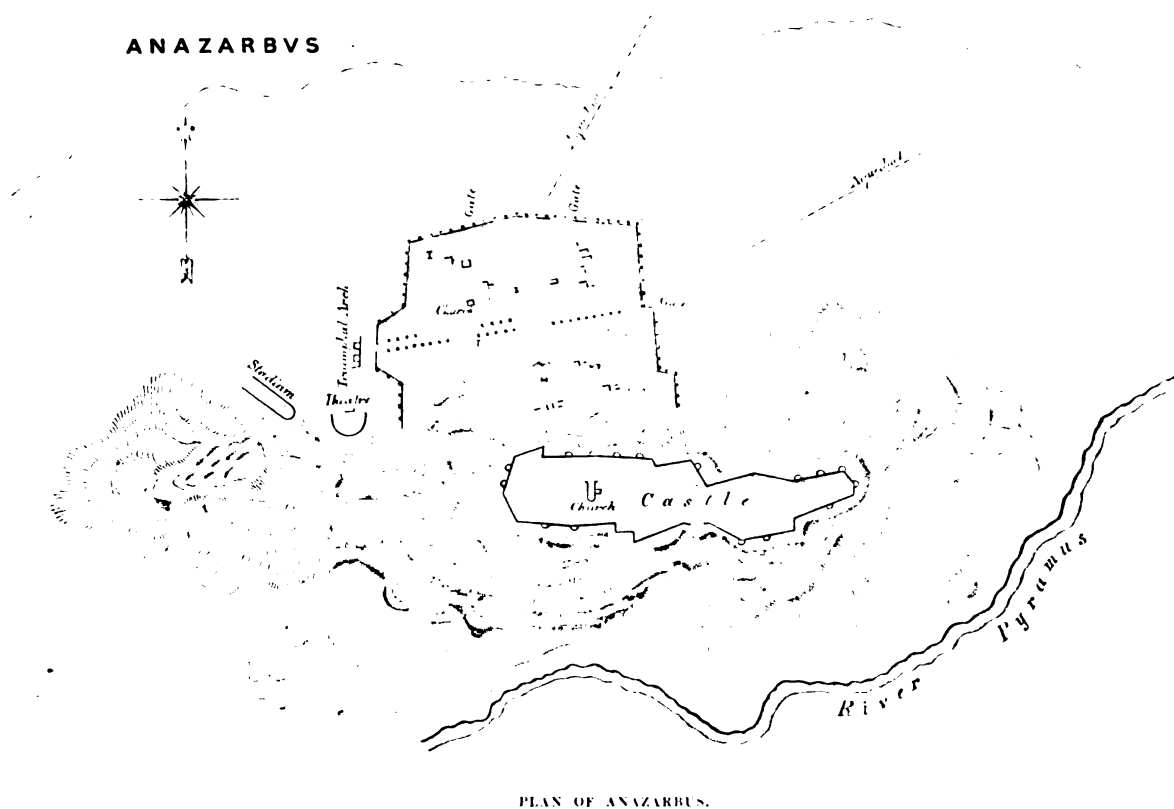 ANAZARBVS
Aqueduct
Gate
Gate
Church
Gate
Triumphal Arch
Stadium
Theatre
Church
Castle
River Pyramus
PLAN OF ANAZARBUS.